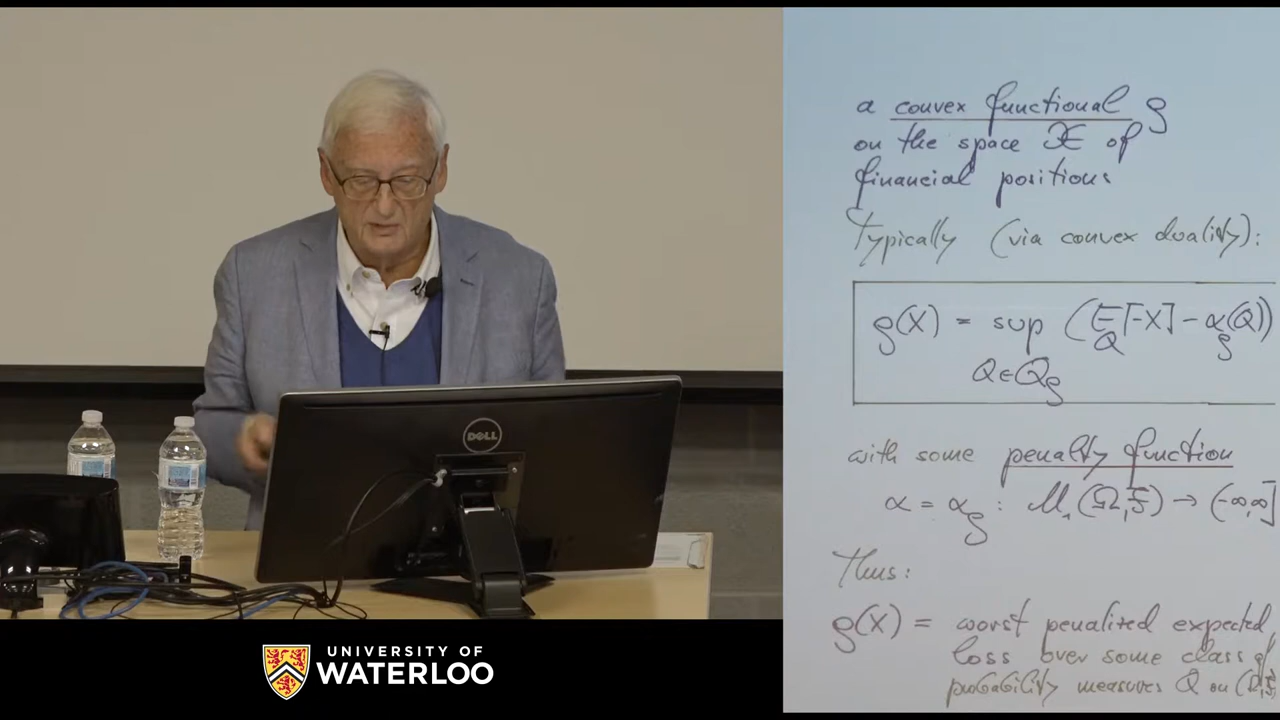 a convex functional ρ
on the space 𝒳 of
financial positions
Typically (via convex duality):
ρ(X) = sup (E_Q[-X] - α_ρ(Q))
Q∈Q_ρ
with some penalty function
α = α_ρ : M₁(Ω,F) → (-∞,∞]
Thus:
ρ(X) = worst penalized expected
loss over some class of
probability measures Q on (Ω,F)
DELL
UNIVERSITY OF
WATERLOO